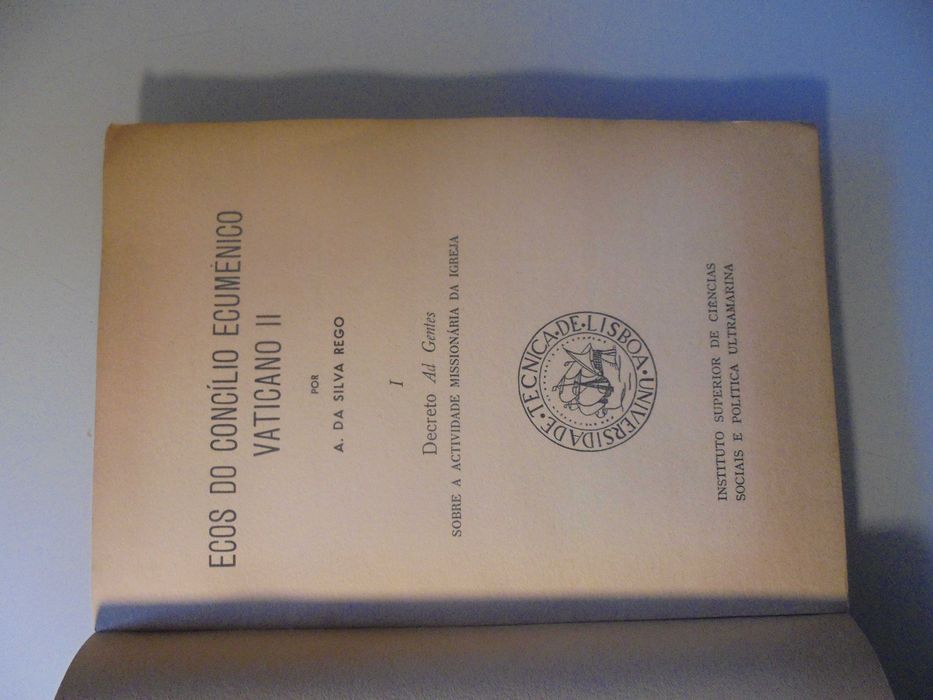 ECOS DO CONCÍLIO ECUMÉNICO
VATICANO II
POR
A. DA SILVA REGO
I
Decreto Ad Gentes
SOBRE A ACTIVIDADE MISSIONÁRIA DA IGREJA
UNIVERSIDADE·TECNICA·DE·LISBOA·
INSTITUTO SUPERIOR DE CIÊNCIAS
SOCIAIS E POLITICA ULTRAMARINA